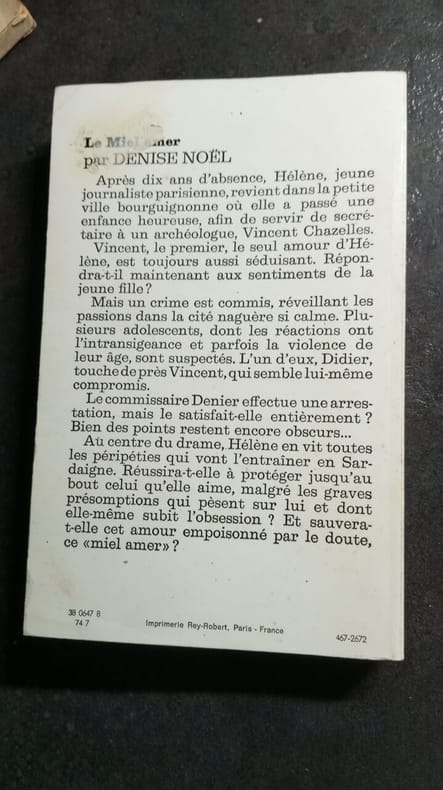 Le Miel amer
par DENISE NOËL
Après dix ans d'absence, Hélène, jeune
journaliste parisienne, revient dans la petite
ville bourguignonne où elle a passé une
enfance heureuse, afin de servir de secré-
taire à un archéologue, Vincent Chazelles.
Vincent, le premier, le seul amour d'Hé-
lène, est toujours aussi séduisant. Répon-
dra-t-il maintenant aux sentiments de la
jeune fille ?
Mais un crime est commis, réveillant les
passions dans la cité naguère si calme. Plu-
sieurs adolescents, dont les réactions ont
l'intransigeance et parfois la violence de
leur âge, sont suspectés. L'un d'eux, Didier,
touche de près Vincent, qui semble lui-même
compromis.
Le commissaire Denier effectue une arres-
tation, mais le satisfait-elle entièrement ?
Bien des points restent encore obscurs...
Au centre du drame, Hélène en vit toutes
les péripéties qui vont l'entraîner en Sar-
daigne. Réussira-t-elle à protéger jusqu'au
bout celui qu'elle aime, malgré les graves
présomptions qui pèsent sur lui et dont
elle-même subit l'obsession ? Et sauvera-
t-elle cet amour empoisonné par le doute,
ce «miel amer» ?
38 0647 8
74 7
Imprimerie Rey-Robert, Paris - France
467-2672